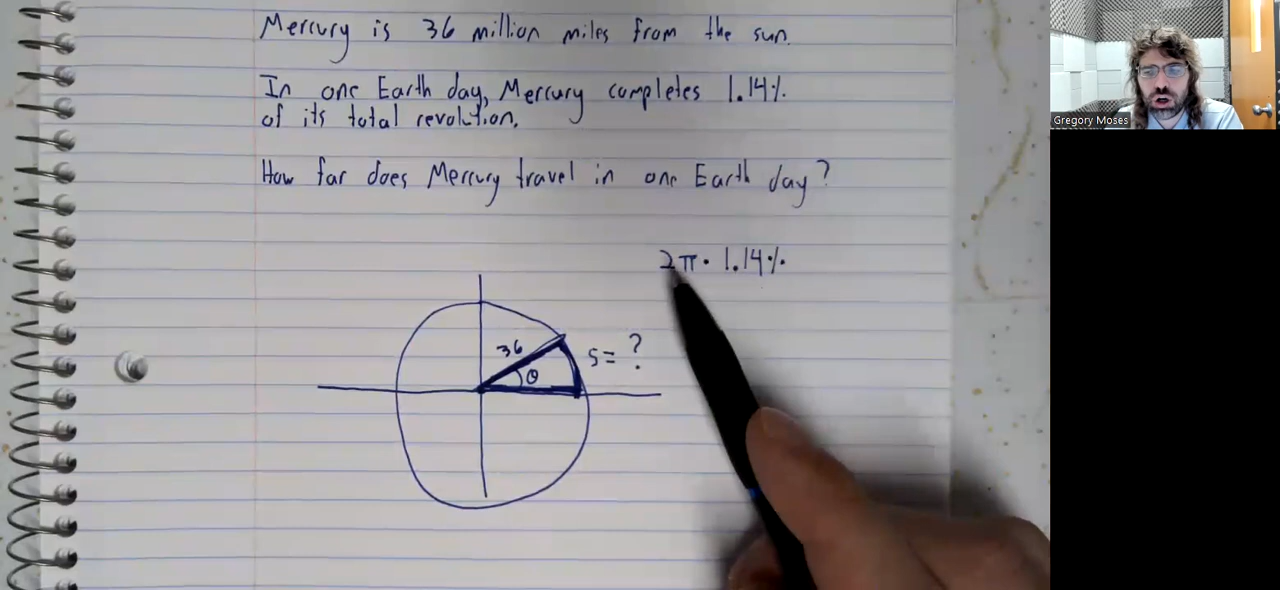 Mercury is 36 million miles from the sun.
In one Earth day, Mercury completes 1.14%
of its total revolution.
How far does Mercury travel in one Earth day?
2π · 1.14%
36
θ
s = ?
Gregory Moses